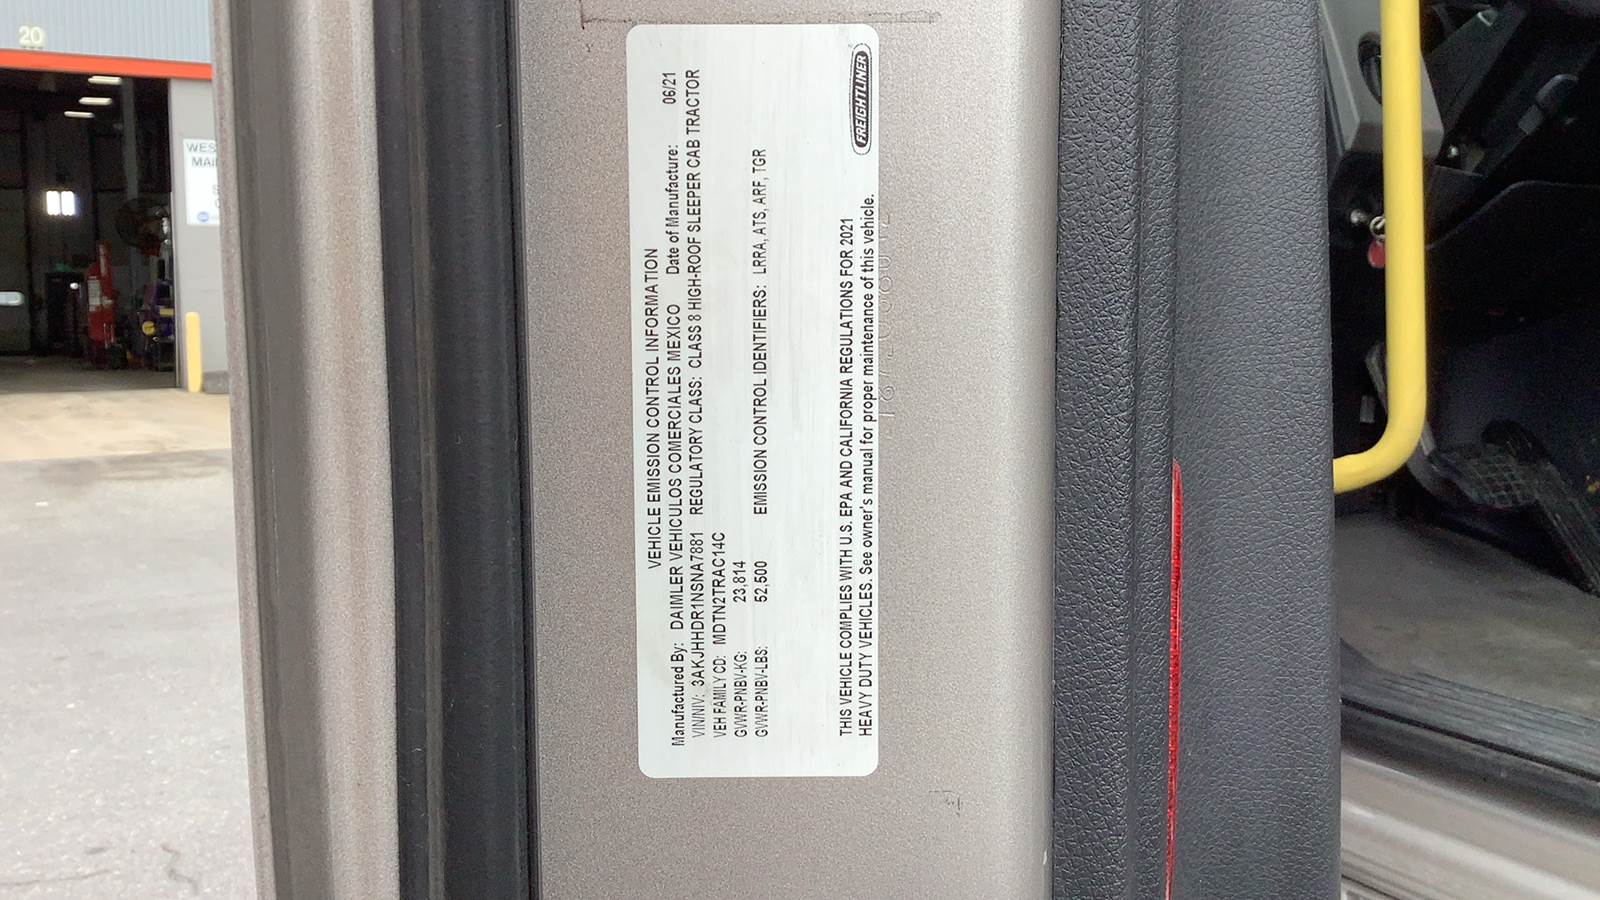 20
WES
MAI
FREIGHTLINER
VEHICLE EMISSION CONTROL INFORMATION
Manufactured By: DAIMLER VEHICULOS COMERCIALES MEXICO Date of Manufacture: 06/21
VIN/NIV: 3AKJHHDR1NSNA7881 REGULATORY CLASS: CLASS 8 HIGH-ROOF SLEEPER CAB TRACTOR
VEH FAMILY CD: MDTN2TRAC14C
GVWR-PNBV-KG: 23,814
GVWR-PNBV-LBS: 52,500 EMISSION CONTROL IDENTIFIERS: LRRA, ATS, ARF, TGR
THIS VEHICLE COMPLIES WITH U.S. EPA AND CALIFORNIA REGULATIONS FOR 2021
HEAVY DUTY VEHICLES. See owner's manual for proper maintenance of this vehicle.